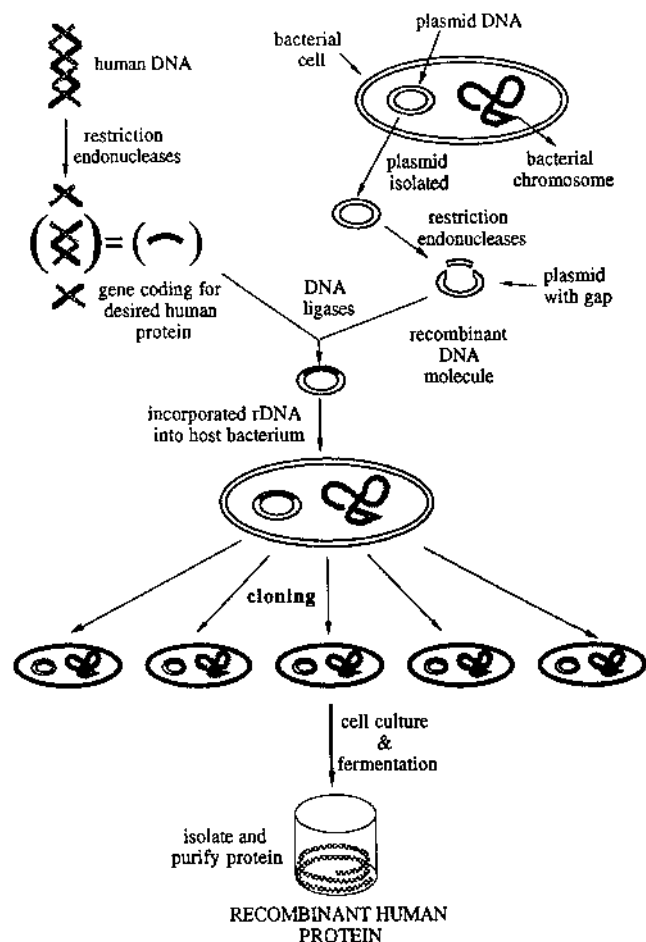 plasmid DNA
bacterial
cell
human DNA
restriction
endonucleases
plasmid
isolated
bacterial
chromosome
restriction
endonucleases
( ) = ( )
gene coding for
desired human
protein
DNA
ligases
plasmid
with gap
recombinant
DNA
molecule
incorporated rDNA
into host bacterium
cloning
cell culture
&
fermentation
isolate and
purify protein
RECOMBINANT HUMAN
PROTEIN